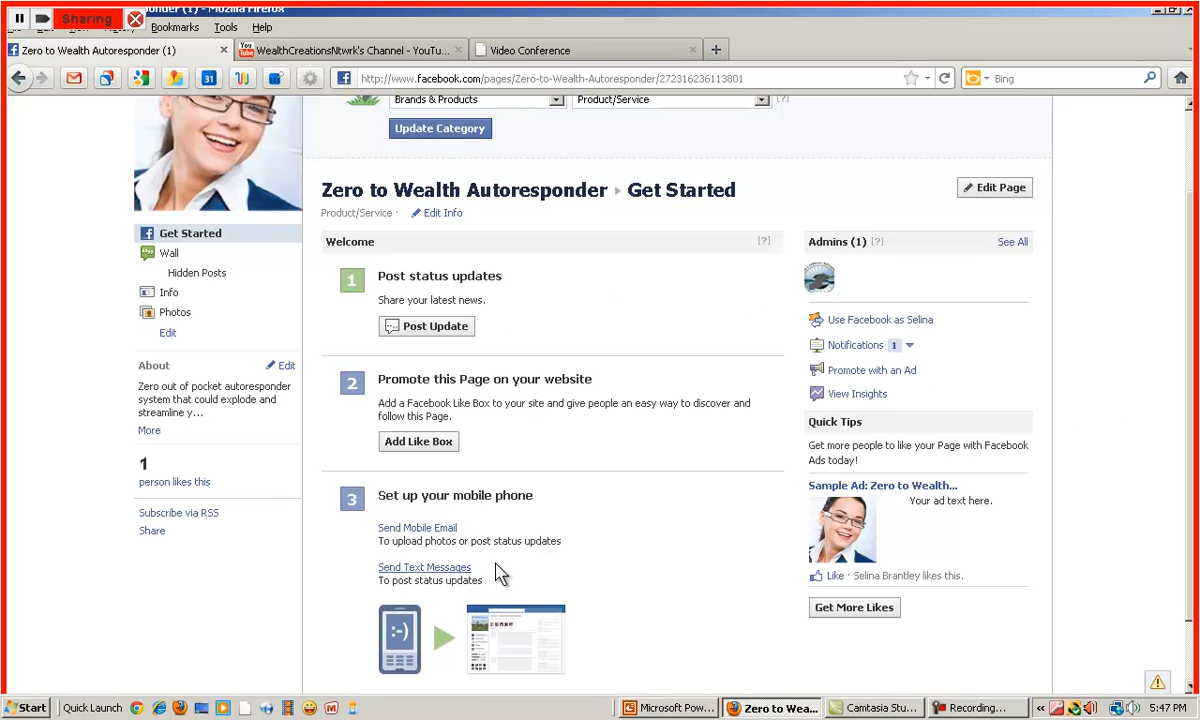 Sharing
ponder (1) - Mozilla Firefox
Bookmarks Tools Help
Zero to Wealth Autoresponder (1)
You Tube WealthCreationsNtwrk's Channel - YouTu...
Video Conference
http://www.facebook.com/pages/Zero-to-Wealth-Autoresponder/272316236113801
Bing
Brands & Products
Product/Service
[?]
Update Category
Zero to Wealth Autoresponder ▸ Get Started
Edit Page
Product/Service · Edit Info
Get Started
Wall
Hidden Posts
Info
Photos
Edit
About
Edit
Zero out of pocket autoresponder
system that could explode and
streamline y...
More
1
person likes this
Subscribe via RSS
Share
Welcome
[?]
1
Post status updates
Share your latest news.
Post Update
2
Promote this Page on your website
Add a Facebook Like Box to your site and give people an easy way to discover and
follow this Page.
Add Like Box
3
Set up your mobile phone
Send Mobile Email
To upload photos or post status updates
Send Text Messages
To post status updates
:-)
Admins (1) [?]
See All
Use Facebook as Selina
Notifications 1
Promote with an Ad
View Insights
Quick Tips
Get more people to like your Page with Facebook
Ads today!
Sample Ad: Zero to Wealth...
Your ad text here.
Like · Selina Brantley likes this.
Get More Likes
Start
Quick Launch
Microsoft Pow...
Zero to Wea...
Camtasia Stu...
Recording...
5:47 PM